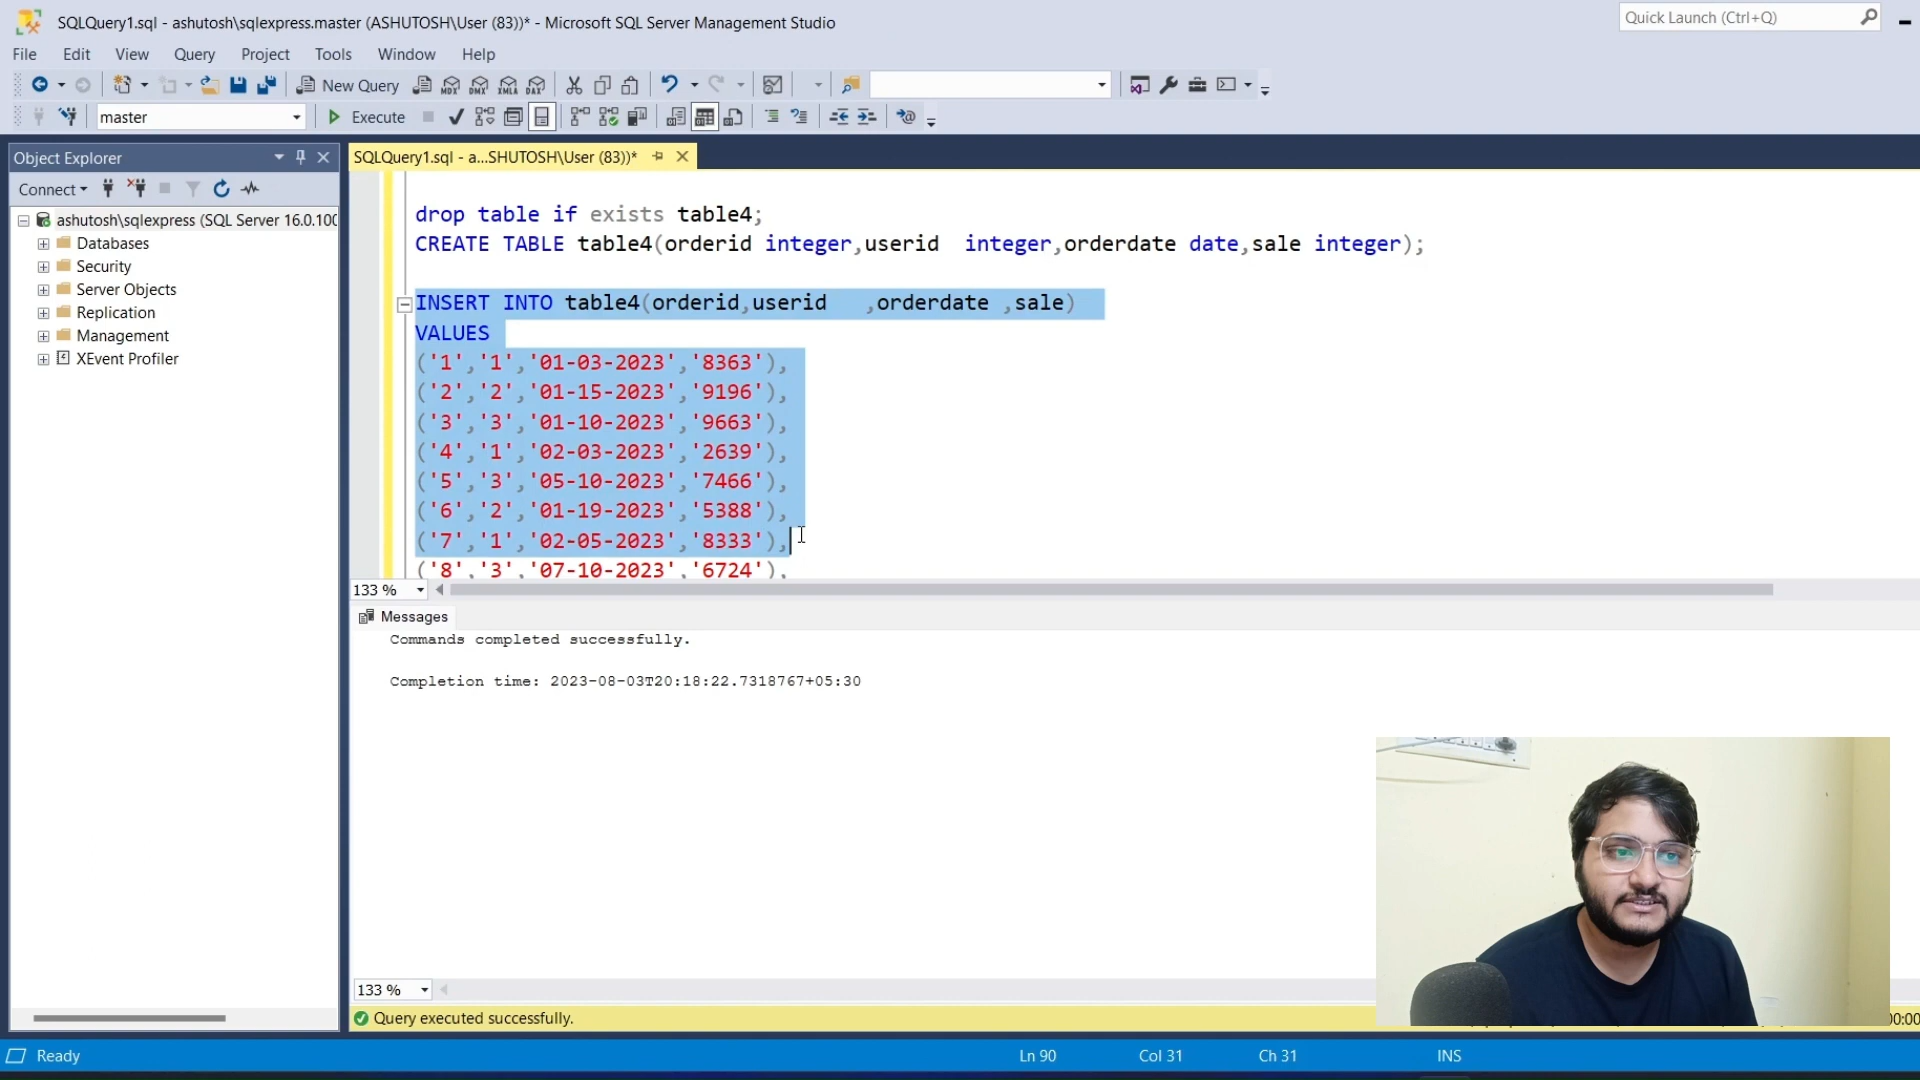 SQLQuery1.sql - ashutosh\sqlexpress.master (ASHUTOSH\User (83))* - Microsoft SQL Server Management Studio
Quick Launch (Ctrl+Q)
File Edit View Query Project Tools Window Help
New Query MDX DMX XMLA DAX
master Execute
Object Explorer
SQLQuery1.sql - a...SHUTOSH\User (83))*
Connect
ashutosh\sqlexpress (SQL Server 16.0.100
Databases
Security
Server Objects
Replication
Management
XEvent Profiler
drop table if exists table4;
CREATE TABLE table4(orderid integer,userid  integer,orderdate date,sale integer);
INSERT INTO table4(orderid,userid   ,orderdate ,sale)
VALUES
('1','1','01-03-2023','8363'),
('2','2','01-15-2023','9196'),
('3','3','01-10-2023','9663'),
('4','1','02-03-2023','2639'),
('5','3','05-10-2023','7466'),
('6','2','01-19-2023','5388'),
('7','1','02-05-2023','8333'),
('8','3','07-10-2023','6724'),
133 %
Messages
Commands completed successfully.
Completion time: 2023-08-03T20:18:22.7318767+05:30
133 %
Query executed successfully.
00:00
Ready Ln 90 Col 31 Ch 31 INS